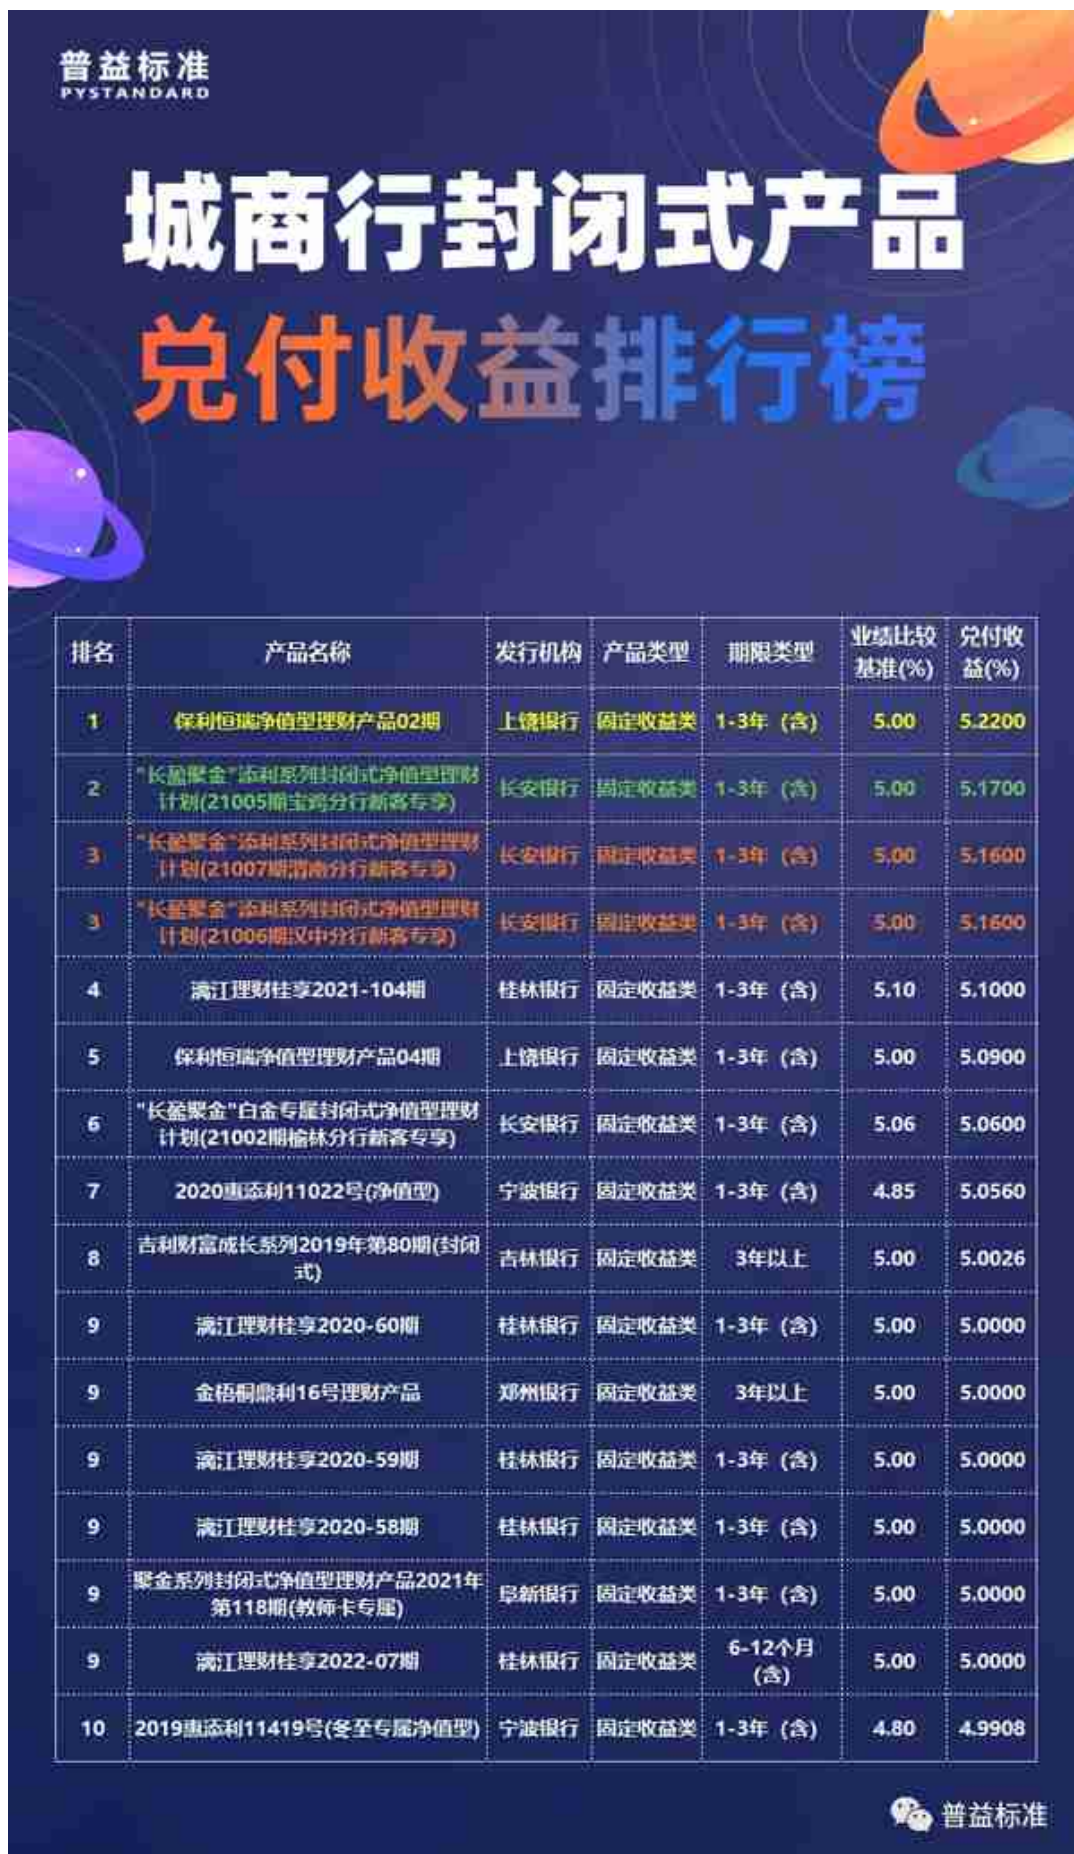 普益标准
PYSTANDARD
城商行封闭式产品
兑付收益排行榜
排名 产品名称 发行机构 产品类型 期限类型 业绩比较基准(%) 兑付收益(%)
1 保利恒瑞净值型理财产品02期 上饶银行 固定收益类 1-3年（含） 5.00 5.2200
2 "长盈聚金"添利系列封闭式净值型理财计划(21005期宝鸡分行新客专享) 长安银行 固定收益类 1-3年（含） 5.00 5.1700
3 "长盈聚金"添利系列封闭式净值型理财计划(21007期渭南分行新客专享) 长安银行 固定收益类 1-3年（含） 5.00 5.1600
3 "长盈聚金"添利系列封闭式净值型理财计划(21006期汉中分行新客专享) 长安银行 固定收益类 1-3年（含） 5.00 5.1600
4 漓江理财桂享2021-104期 桂林银行 固定收益类 1-3年（含） 5.10 5.1000
5 保利恒瑞净值型理财产品04期 上饶银行 固定收益类 1-3年（含） 5.00 5.0900
6 "长盈聚金"白金专属封闭式净值型理财计划(21002期榆林分行新客专享) 长安银行 固定收益类 1-3年（含） 5.06 5.0600
7 2020惠添利11022号(净值型) 宁波银行 固定收益类 1-3年（含） 4.85 5.0560
8 吉利财富成长系列2019年第80期(封闭式) 吉林银行 固定收益类 3年以上 5.00 5.0026
9 漓江理财桂享2020-60期 桂林银行 固定收益类 1-3年（含） 5.00 5.0000
9 金梧桐鼎利16号理财产品 郑州银行 固定收益类 3年以上 5.00 5.0000
9 漓江理财桂享2020-59期 桂林银行 固定收益类 1-3年（含） 5.00 5.0000
9 漓江理财桂享2020-58期 桂林银行 固定收益类 1-3年（含） 5.00 5.0000
9 聚金系列封闭式净值型理财产品2021年第118期(教师卡专属) 阜新银行 固定收益类 1-3年（含） 5.00 5.0000
9 漓江理财桂享2022-07期 桂林银行 固定收益类 6-12个月（含） 5.00 5.0000
10 2019惠添利11419号(冬至专属净值型) 宁波银行 固定收益类 1-3年（含） 4.80 4.9908
普益标准